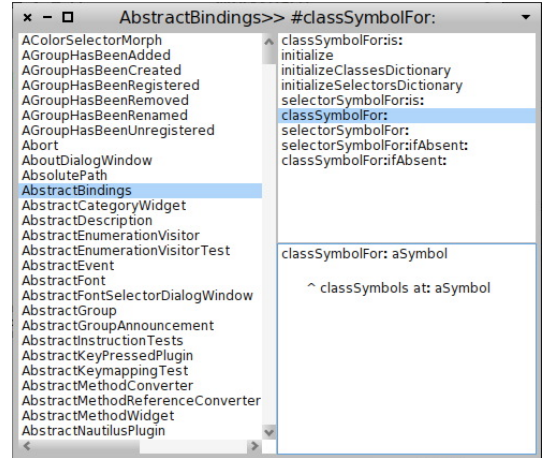 AbstractBindings>> #classSymbolFor:
AColorSelectorMorph
AGroupHasBeenAdded
AGroupHasBeenCreated
AGroupHasBeenRegistered
AGroupHasBeenRemoved
AGroupHasBeenRenamed
AGroupHasBeenUnregistered
Abort
AboutDialogWindow
AbsolutePath
AbstractBindings
AbstractCategoryWidget
AbstractDescription
AbstractEnumerationVisitor
AbstractEnumerationVisitorTest
AbstractEvent
AbstractFont
AbstractFontSelectorDialogWindow
AbstractGroup
AbstractGroupAnnouncement
AbstractInstructionTests
AbstractKeyPressedPlugin
AbstractKeymappingTest
AbstractMethodConverter
AbstractMethodReferenceConverter
AbstractMethodWidget
AbstractNautilusPlugin
classSymbolFor:is:
initialize
initializeClassesDictionary
initializeSelectorsDictionary
selectorSymbolFor:is:
classSymbolFor:
selectorSymbolFor:
selectorSymbolFor:ifAbsent:
classSymbolFor:ifAbsent:
classSymbolFor: aSymbol
^ classSymbols at: aSymbol